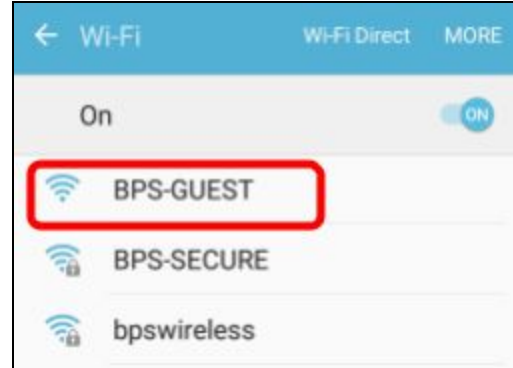 Wi-Fi Wi-Fi Direct MORE
On ON
BPS-GUEST
BPS-SECURE
bpswireless